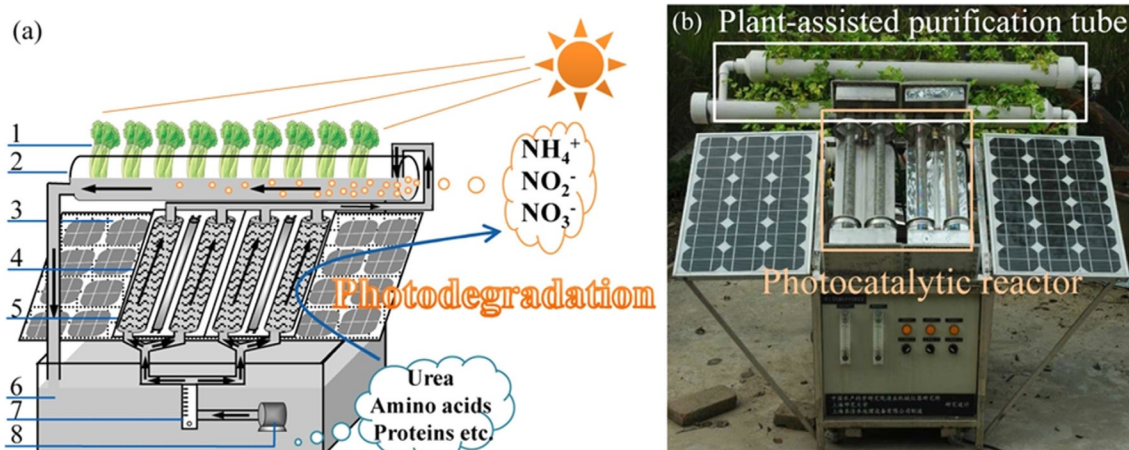 (a)
NH₄⁺
NO₂⁻
NO₃⁻
1
2
3
4
5
6
7
8
Photodegradation
Urea
Amino acids
Proteins etc.
(b)
Plant-assisted purification tube
Photocatalytic reactor